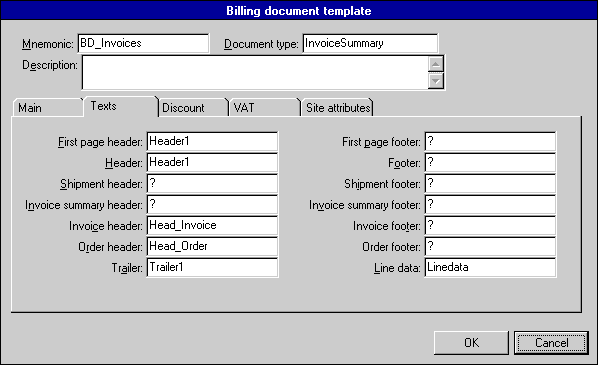 Billing document template
Mnemonic: BD_Invoices Document type: InvoiceSummary
Description:
Main Texts Discount VAT Site attributes
First page header: Header1 First page footer: ?
Header: Header1 Footer: ?
Shipment header: ? Shipment footer: ?
Invoice summary header: ? Invoice summary footer: ?
Invoice header: Head_Invoice Invoice footer: ?
Order header: Head_Order Order footer: ?
Trailer: Trailer1 Line data: Linedata
OK Cancel